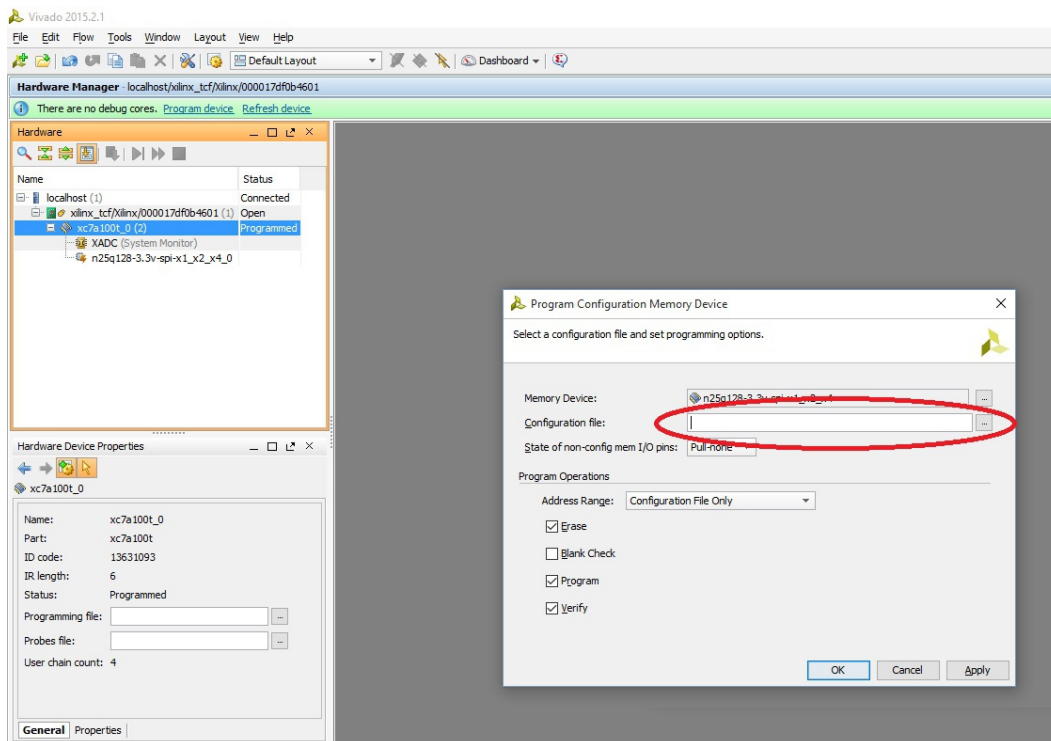 Vivado 2015.2.1
File Edit Flow Tools Window Layout View Help
Default Layout Dashboard
Hardware Manager - localhost/xilinx_tcf/Xilinx/000017df0b4601
There are no debug cores. Program device Refresh device
Hardware
Name Status
localhost (1) Connected
xilinx_tcf/Xilinx/000017df0b4601 (1) Open
xc7a100t_0 (2) Programmed
XADC (System Monitor)
n25q128-3.3v-spi-x1_x2_x4_0
Program Configuration Memory Device
Select a configuration file and set programming options.
Memory Device: n25q128-3.3v-spi-x1_x2_x4
Configuration file:
State of non-config mem I/O pins: Pull-none
Program Operations
Address Range: Configuration File Only
Erase
Blank Check
Program
Verify
OK Cancel Apply
Hardware Device Properties
xc7a100t_0
Name: xc7a100t_0
Part: xc7a100t
ID code: 13631093
IR length: 6
Status: Programmed
Programming file:
Probes file:
User chain count: 4
General Properties